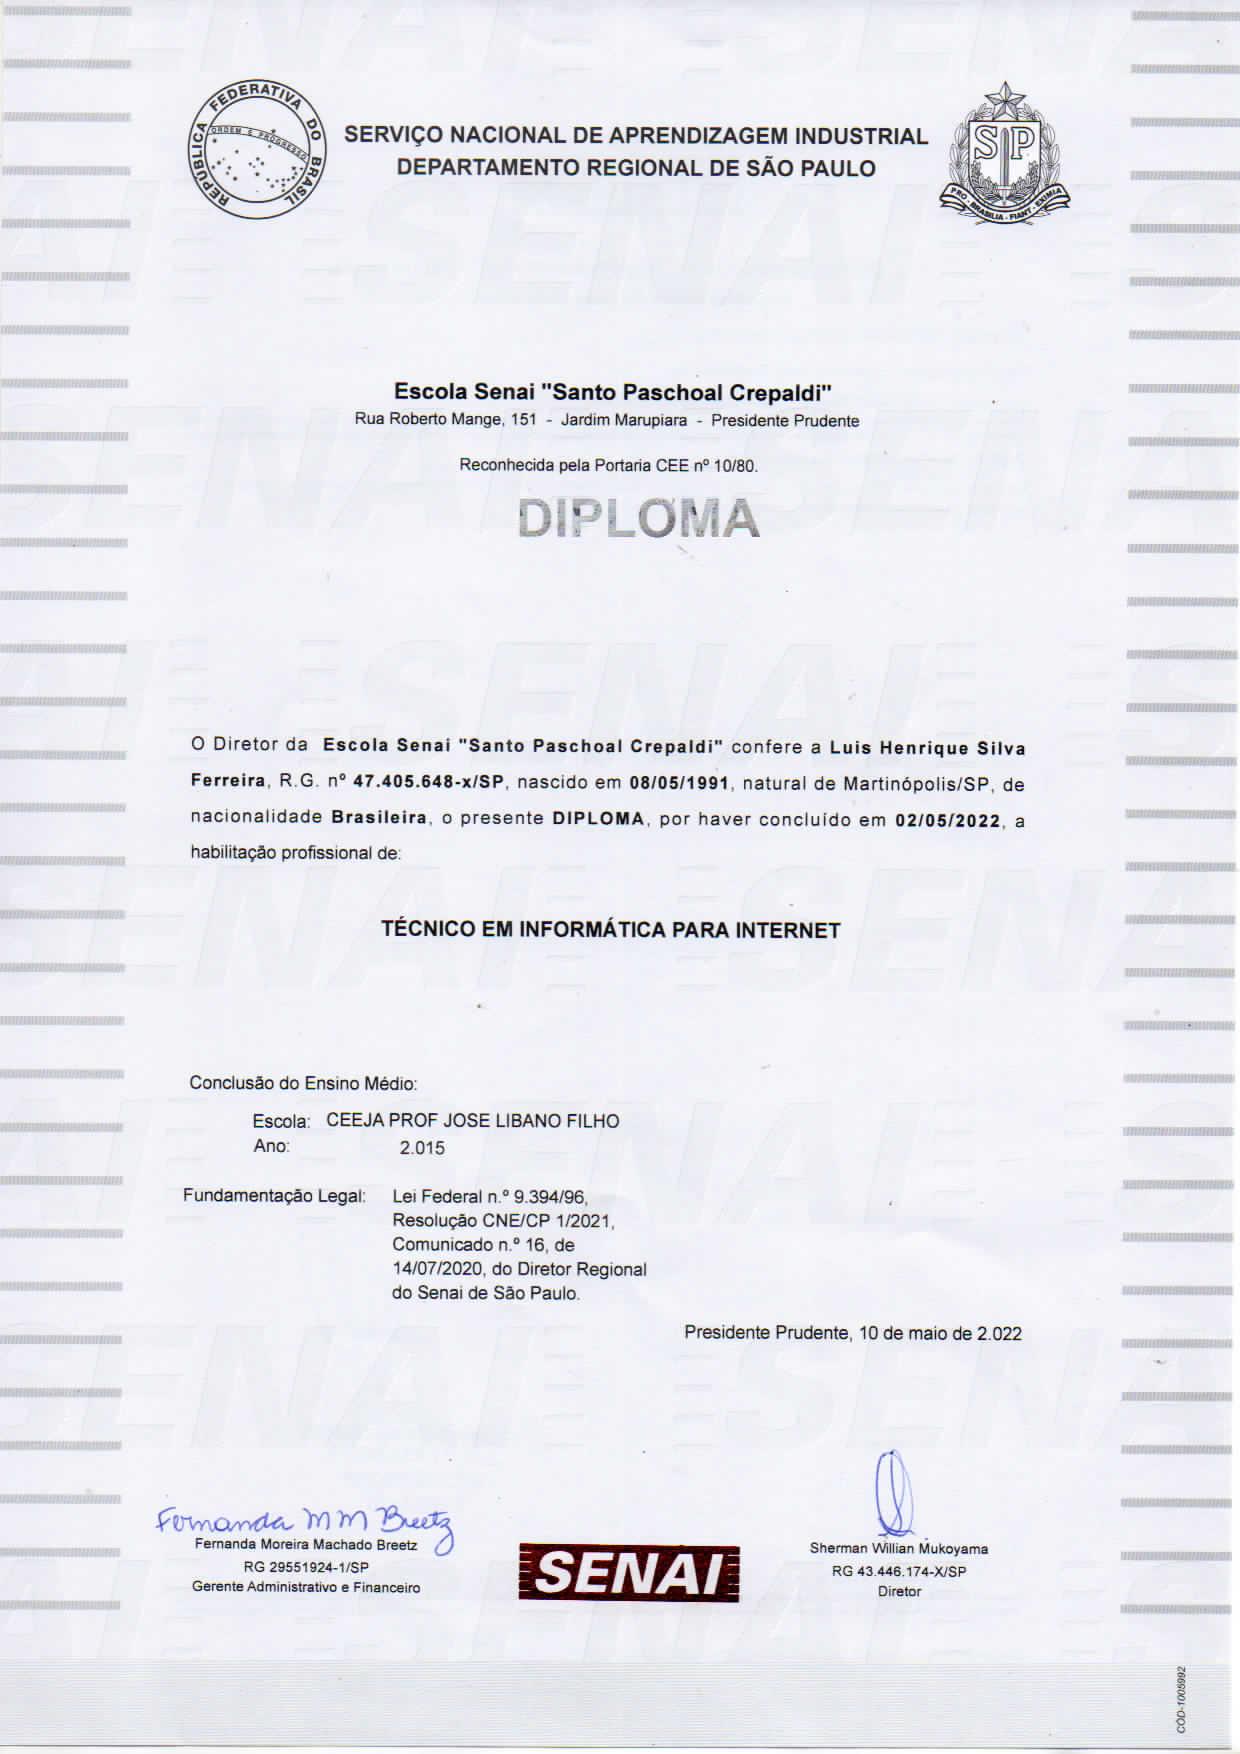 REPUBLICA FEDERATIVA DO BRASIL
ORDEM E PROGRESSO
SERVIÇO NACIONAL DE APRENDIZAGEM INDUSTRIAL
DEPARTAMENTO REGIONAL DE SÃO PAULO
SP
PRO - BRASILIA - FIANT - EXIMIA
Escola Senai "Santo Paschoal Crepaldi"
Rua Roberto Mange, 151 - Jardim Marupiara - Presidente Prudente
Reconhecida pela Portaria CEE nº 10/80.
DIPLOMA
O Diretor da Escola Senai "Santo Paschoal Crepaldi" confere a Luis Henrique Silva
Ferreira, R.G. nº 47.405.648-x/SP, nascido em 08/05/1991, natural de Martinópolis/SP, de
nacionalidade Brasileira, o presente DIPLOMA, por haver concluído em 02/05/2022, a
habilitação profissional de:
TÉCNICO EM INFORMÁTICA PARA INTERNET
Conclusão do Ensino Médio:
Escola: CEEJA PROF JOSE LIBANO FILHO
Ano: 2.015
Fundamentação Legal: Lei Federal n.º 9.394/96,
Resolução CNE/CP 1/2021,
Comunicado n.º 16, de
14/07/2020, do Diretor Regional
do Senai de São Paulo.
Presidente Prudente, 10 de maio de 2.022
Fernanda M M Breetz
Fernanda Moreira Machado Breetz
RG 29551924-1/SP
Gerente Administrativo e Financeiro
SENAI
Sherman Willian Mukoyama
RG 43.446.174-X/SP
Diretor
CÓD-1005992